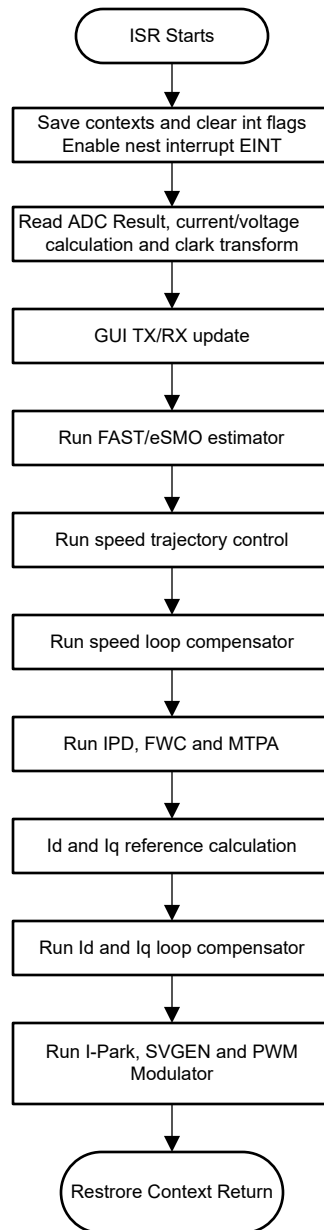 ISR Starts
Save contexts and clear int flags
Enable nest interrupt EINT
Read ADC Result, current/voltage
calculation and clark transform
GUI TX/RX update
Run FAST/eSMO estimator
Run speed trajectory control
Run speed loop compensator
Run IPD, FWC and MTPA
Id and Iq reference calculation
Run Id and Iq loop compensator
Run I-Park, SVGEN and PWM
Modulator
Restrore Context Return